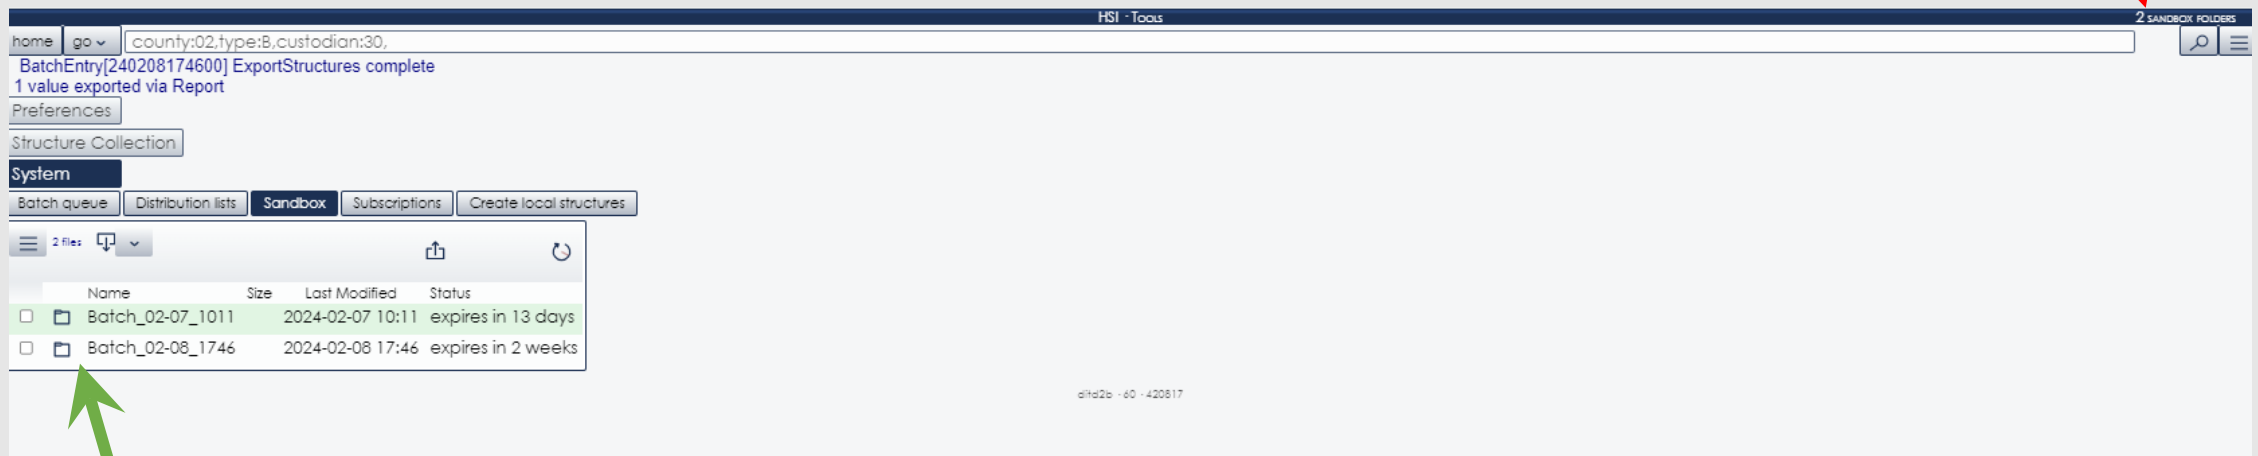 HSI - Tools
2 SANDBOX FOLDERS
home go county:02,type:B,custodian:30,
BatchEntry[240208174600] ExportStructures complete
1 value exported via Report
Preferences
Structure Collection
System
Batch queue Distribution lists Sandbox Subscriptions Create local structures
2 files
Name Size Last Modified Status
Batch_02-07_1011 2024-02-07 10:11 expires in 13 days
Batch_02-08_1746 2024-02-08 17:46 expires in 2 weeks
ditd2b - 60 - 420817